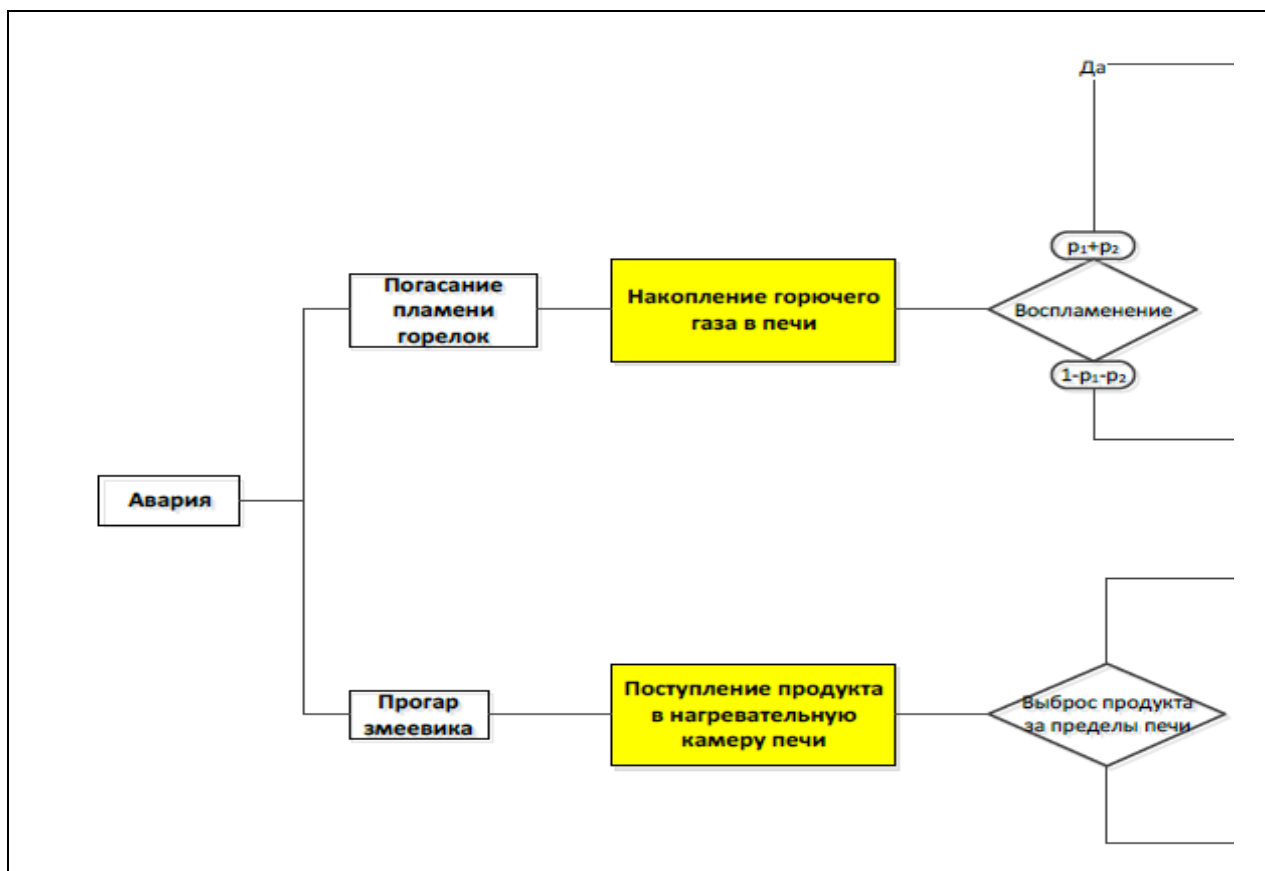 Да
p₁+p₂
Погасание
пламени
горелок
Накопление горючего
газа в печи
Воспламенение
1-p₁-p₂
Авария
Прогар
змеевика
Поступление продукта
в нагревательную
камеру печи
Выброс продукта
за пределы печи